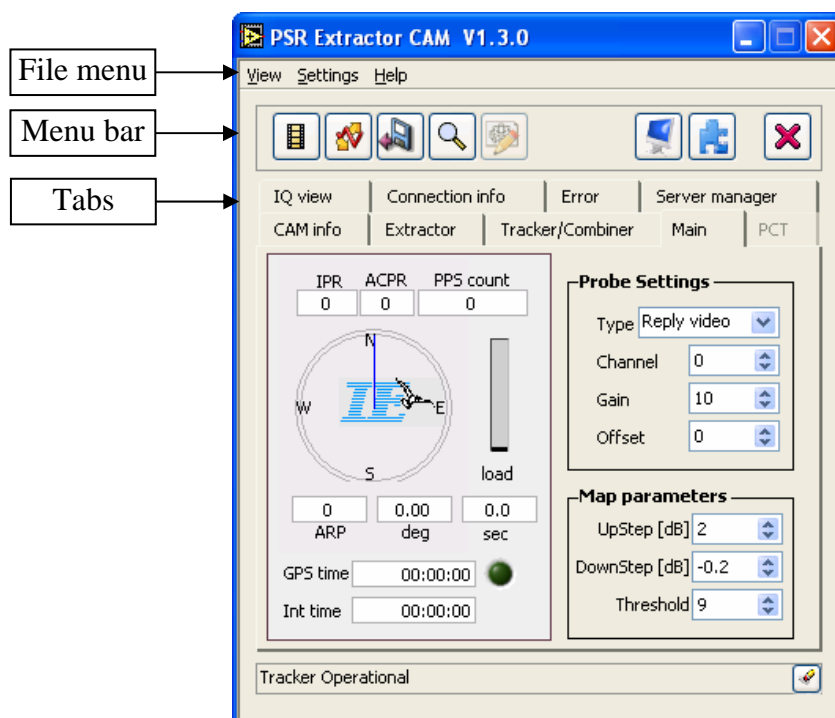 PSR Extractor CAM V1.3.0
File menu
View Settings Help
Menu bar
Tabs
IQ view Connection info Error Server manager
CAM info Extractor Tracker/Combiner Main PCT
IPR ACPR PPS count
0 0 0
N
W E
S
IE
load
0 0.00 0.0
ARP deg sec
GPS time 00:00:00
Int time 00:00:00
Probe Settings
Type Reply video
Channel 0
Gain 10
Offset 0
Map parameters
UpStep [dB] 2
DownStep [dB] -0.2
Threshold 9
Tracker Operational